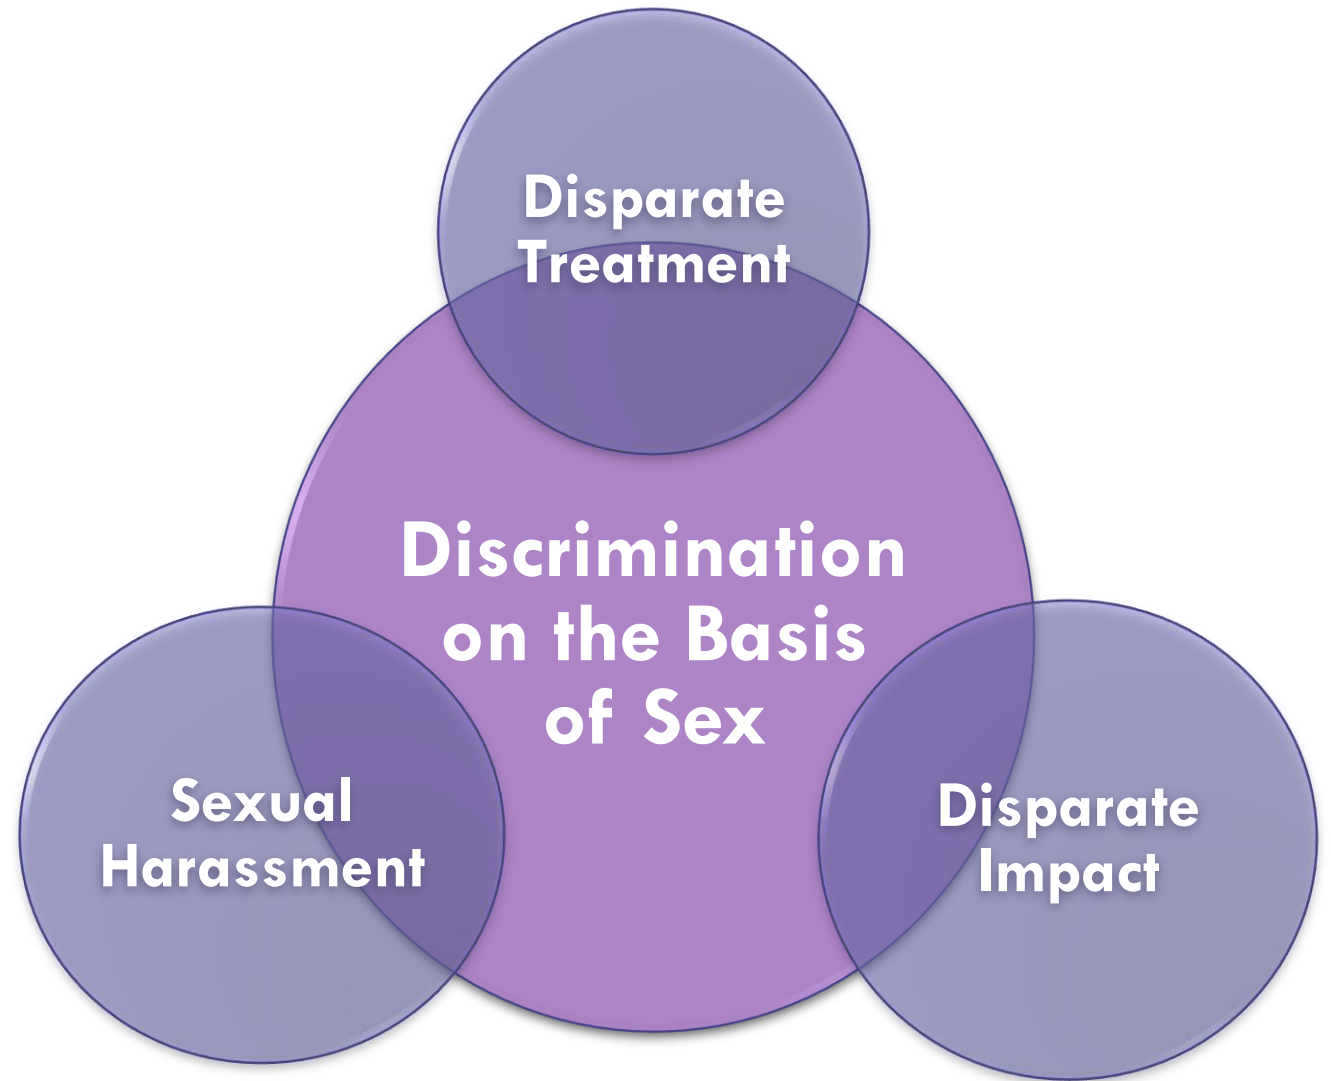 Disparate
Treatment
Discrimination
on the Basis
of Sex
Sexual
Harassment
Disparate
Impact